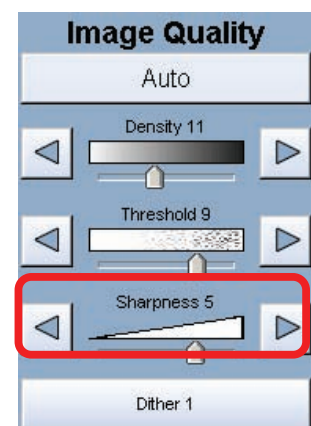 Image Quality
Auto
Density 11
Threshold 9
Sharpness 5
Dither 1